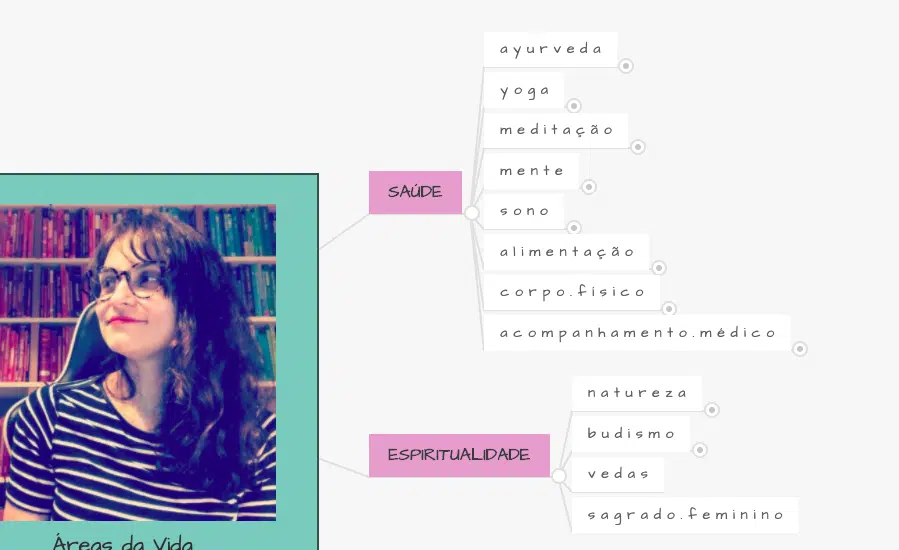 ayurveda
yoga
meditação
mente
SAÚDE
sono
alimentação
corpo.físico
acompanhamento.médico
natureza
budismo
ESPIRITUALIDADE
vedas
sagrado.feminino
Áreas da Vida